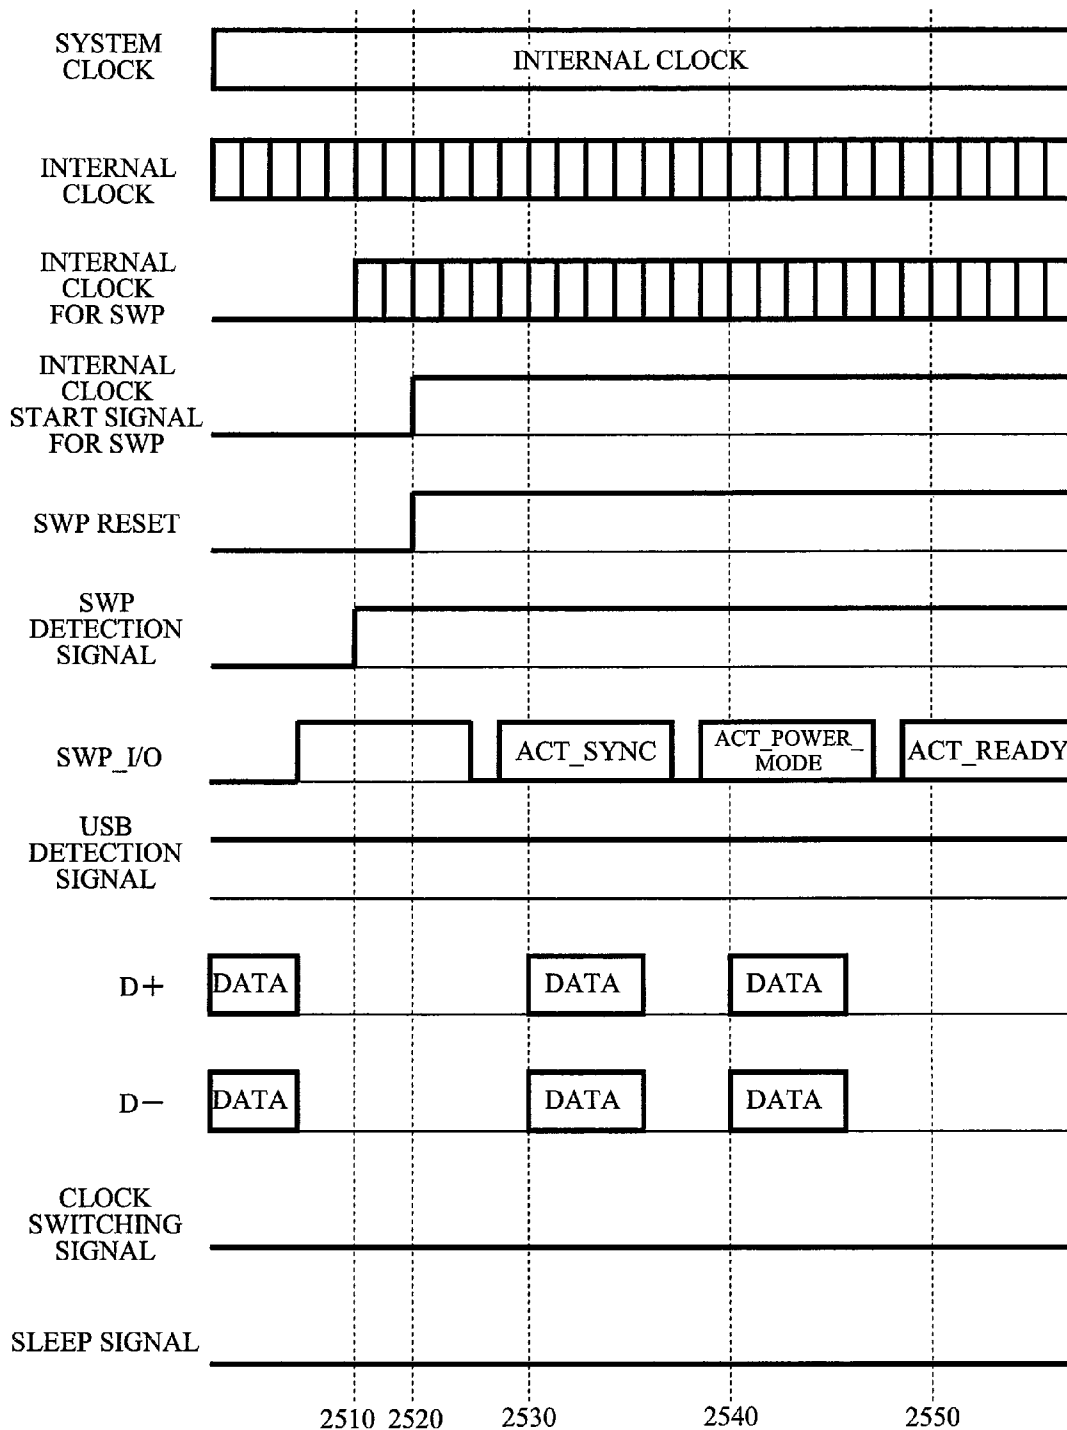 SYSTEM
CLOCK
INTERNAL CLOCK
INTERNAL
CLOCK
INTERNAL
CLOCK
FOR SWP
INTERNAL
CLOCK
START SIGNAL
FOR SWP
SWP RESET
SWP
DETECTION
SIGNAL
SWP_I/O
ACT_SYNC
ACT_POWER_
MODE
ACT_READY
USB
DETECTION
SIGNAL
D+
DATA
DATA
DATA
D−
DATA
DATA
DATA
CLOCK
SWITCHING
SIGNAL
SLEEP SIGNAL
2510 2520 2530 2540 2550